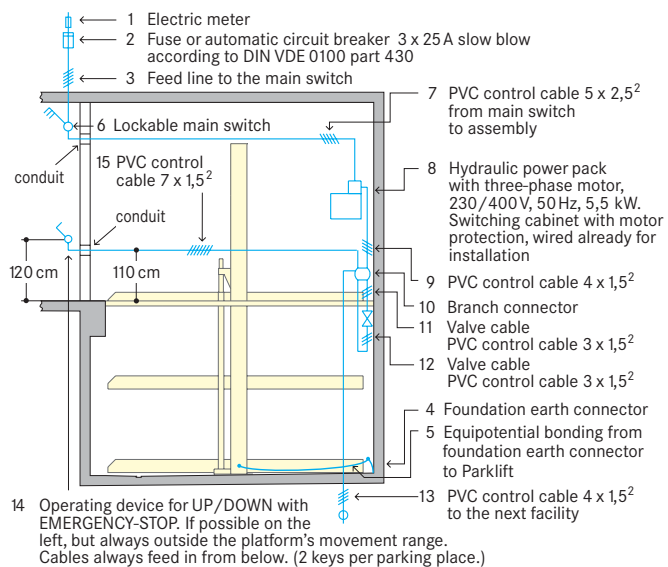 1 Electric meter
2 Fuse or automatic circuit breaker 3 x 25 A slow blow
according to DIN VDE 0100 part 430
3 Feed line to the main switch
6 Lockable main switch
conduit
15 PVC control
cable 7 x 1,5²
conduit
120 cm
110 cm
7 PVC control cable 5 x 2,5²
from main switch
to assembly
8 Hydraulic power pack
with three-phase motor,
230/400 V, 50 Hz, 5,5 kW.
Switching cabinet with motor
protection, wired already for
installation
9 PVC control cable 4 x 1,5²
10 Branch connector
11 Valve cable
PVC control cable 3 x 1,5²
12 Valve cable
PVC control cable 3 x 1,5²
4 Foundation earth connector
5 Equipotential bonding from
foundation earth connector
to Parklift
13 PVC control cable 4 x 1,5²
to the next facility
14 Operating device for UP/DOWN with
EMERGENCY-STOP. If possible on the
left, but always outside the platform's movement range.
Cables always feed in from below. (2 keys per parking place.)